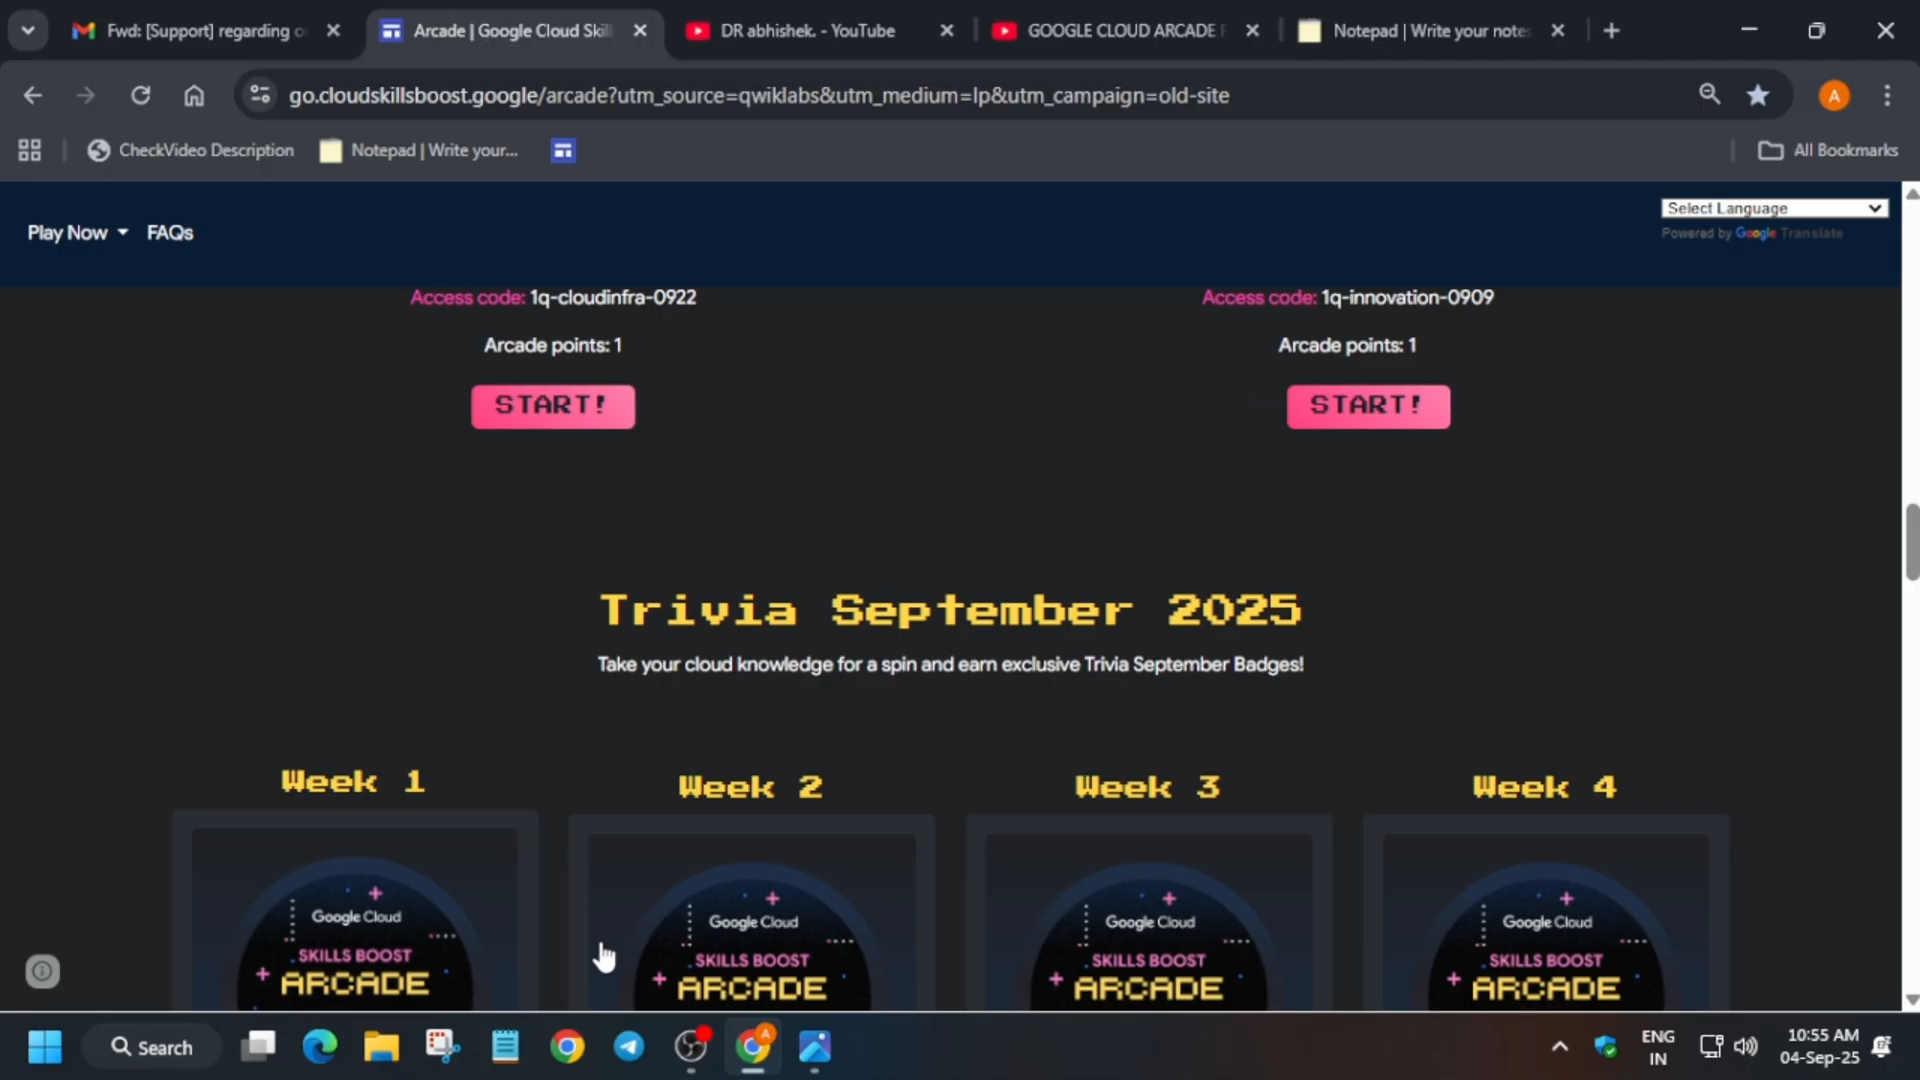 Fwd: [Support] regarding o
Arcade | Google Cloud Skil
DR abhishek. - YouTube
GOOGLE CLOUD ARCADE F
Notepad | Write your notes
go.cloudskillsboost.google/arcade?utm_source=qwiklabs&utm_medium=lp&utm_campaign=old-site
A
CheckVideo Description
Notepad | Write your...
All Bookmarks
Play Now
FAQs
Select Language
Powered by Google Translate
Access code: 1q-cloudinfra-0922
Access code: 1q-innovation-0909
Arcade points: 1
Arcade points: 1
START!
START!
Trivia September 2025
Take your cloud knowledge for a spin and earn exclusive Trivia September Badges!
Week 1
Week 2
Week 3
Week 4
Google Cloud
SKILLS BOOST
ARCADE
Google Cloud
SKILLS BOOST
ARCADE
Google Cloud
SKILLS BOOST
ARCADE
Google Cloud
SKILLS BOOST
ARCADE
Search
A
ENG
IN
10:55 AM
04-Sep-25